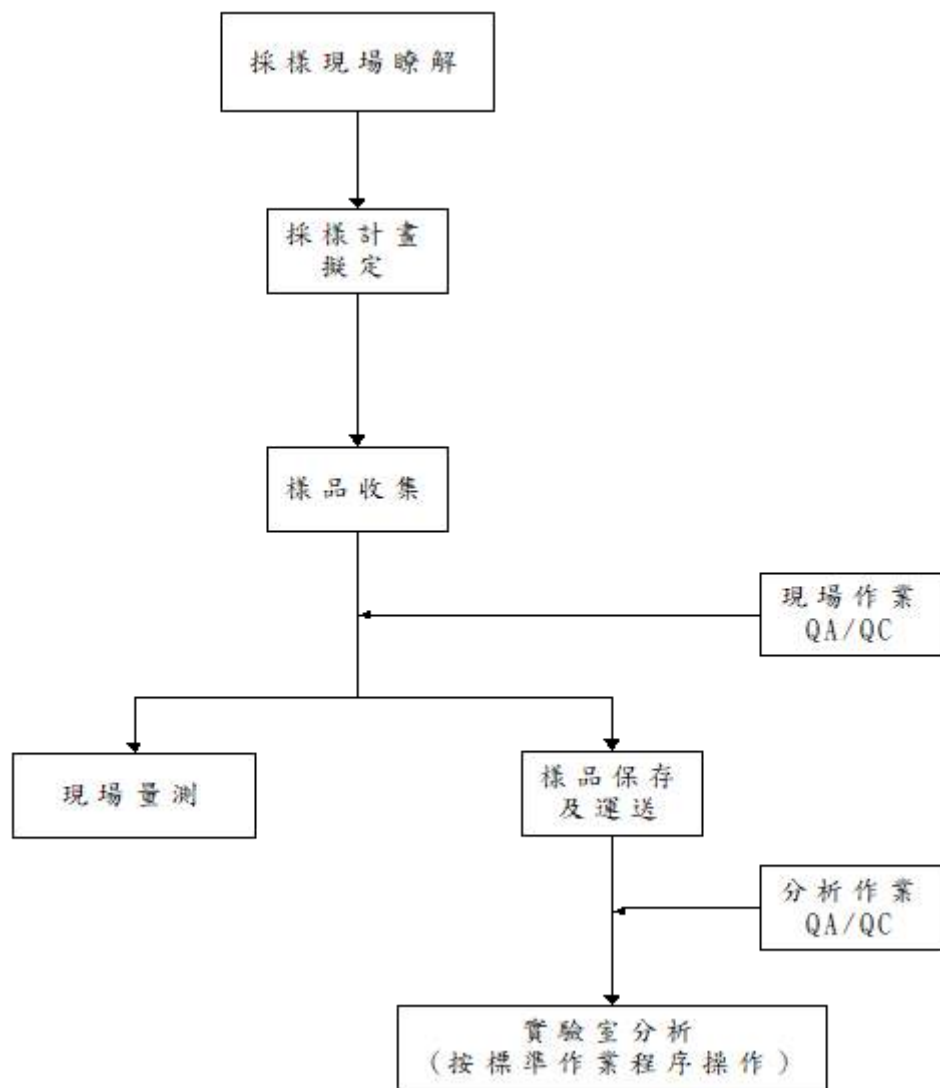 採樣現場瞭解
採樣計畫
擬定
樣品收集
現場作業
QA/QC
現場量測
樣品保存
及運送
分析作業
QA/QC
實驗室分析
(按標準作業程序操作)